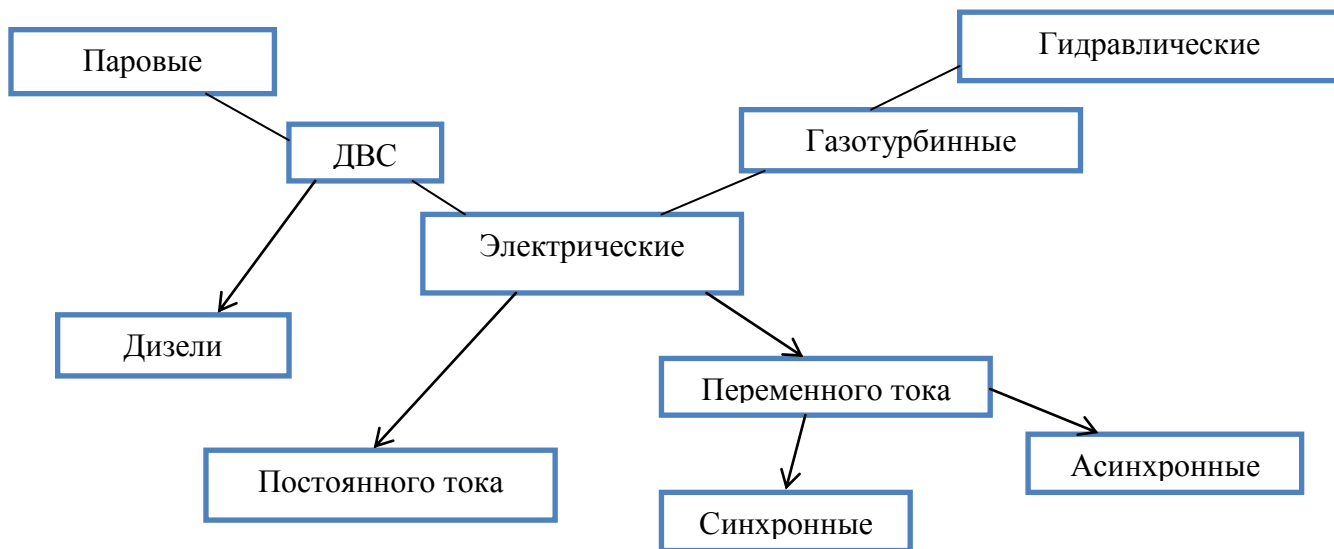 Гидравлические
Паровые
Газотурбинные
ДВС
Электрические
Дизели
Переменного тока
Асинхронные
Постоянного тока
Синхронные